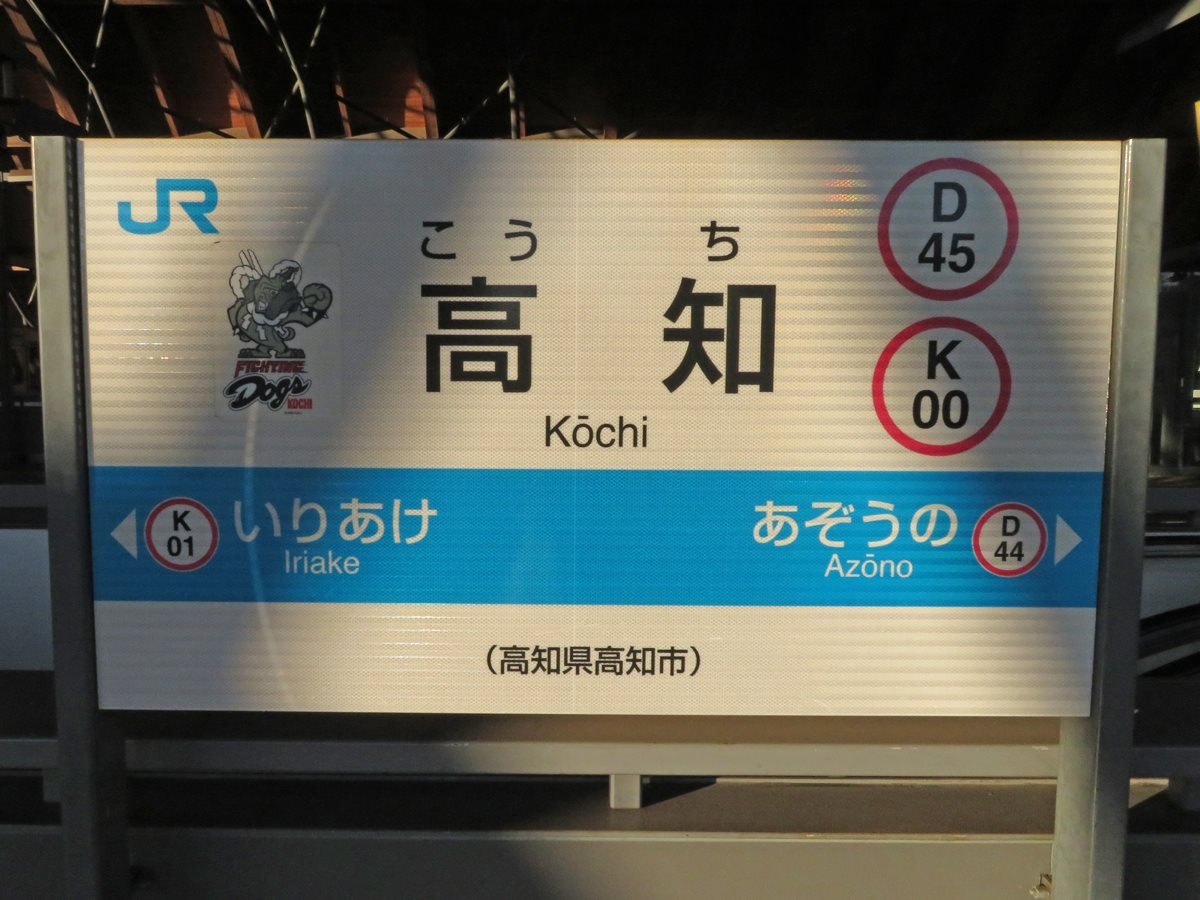 JR
こうち
高知
Kōchi
D
45
K
00
FIGHTING
Dogs
KOCHI
K
01
いりあけ
Iriake
あぞうの
Azōno
D
44
(高知県高知市)